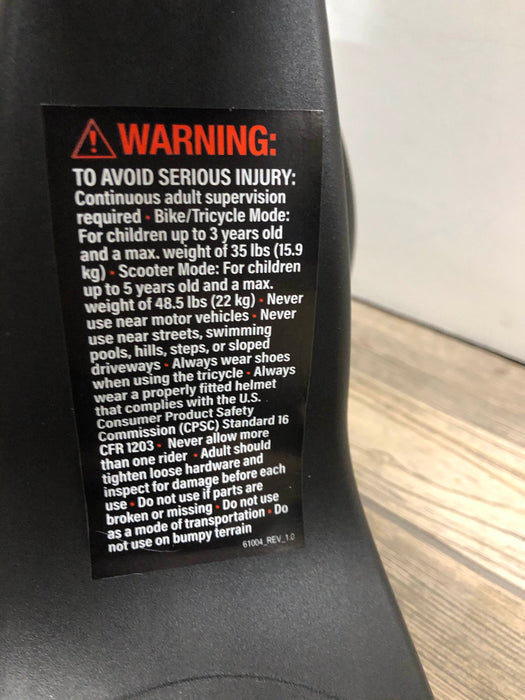 WARNING:
TO AVOID SERIOUS INJURY:
Continuous adult supervision
required • Bike/Tricycle Mode:
For children up to 3 years old
and a max. weight of 35 lbs (15.9
kg) • Scooter Mode: For children
up to 5 years old and a max.
weight of 48.5 lbs (22 kg) • Never
use near motor vehicles • Never
use near streets, swimming
pools, hills, steps, or sloped
driveways • Always wear shoes
when using the tricycle • Always
wear a properly fitted helmet
that complies with the U.S.
Consumer Product Safety
Commission (CPSC) Standard 16
CFR 1203 • Never allow more
than one rider • Adult should
tighten loose hardware and
inspect for damage before each
use • Do not use if parts are
broken or missing • Do not use
as a mode of transportation • Do
not use on bumpy terrain
61004_REV_1.0